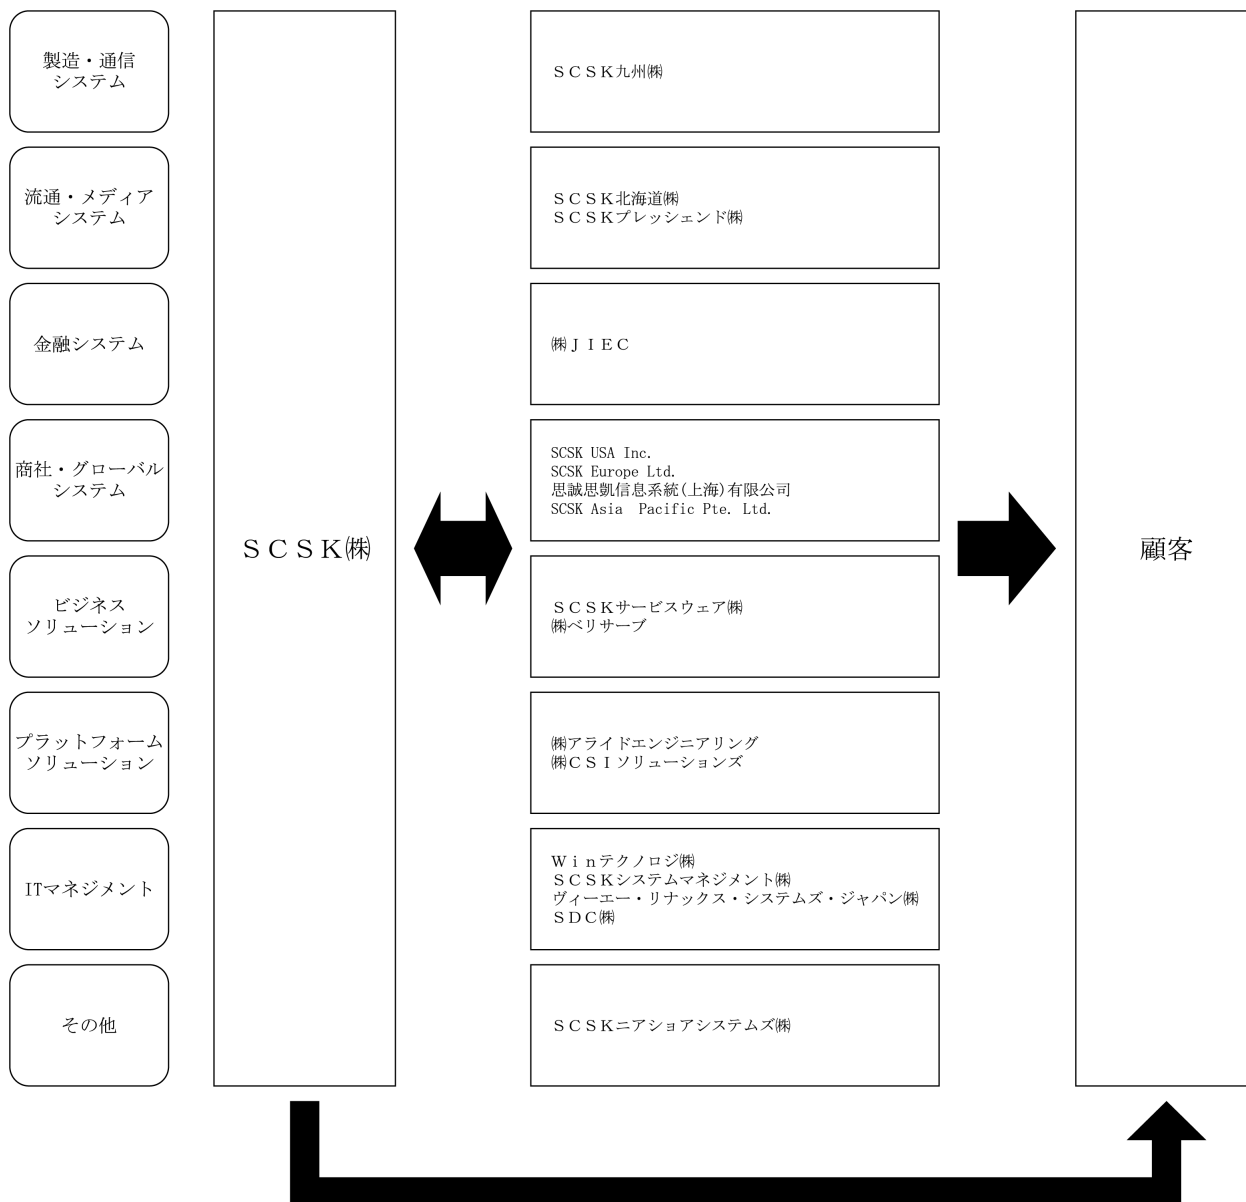 製造・通信
システム
ＳＣＳＫ九州㈱
流通・メディア
システム
ＳＣＳＫ北海道㈱
ＳＣＳＫプレッシェンド㈱
金融システム
㈱ＪＩＥＣ
商社・グローバル
システム
SCSK USA Inc.
SCSK Europe Ltd.
思誠思凱信息系統(上海)有限公司
SCSK Asia　Pacific Pte. Ltd.
ＳＣＳＫ㈱
顧客
ビジネス
ソリューション
ＳＣＳＫサービスウェア㈱
㈱ベリサーブ
プラットフォーム
ソリューション
㈱アライドエンジニアリング
㈱ＣＳＩソリューションズ
ITマネジメント
Ｗｉｎテクノロジ㈱
ＳＣＳＫシステムマネジメント㈱
ヴィーエー・リナックス・システムズ・ジャパン㈱
ＳＤＣ㈱
その他
ＳＣＳＫニアショアシステムズ㈱